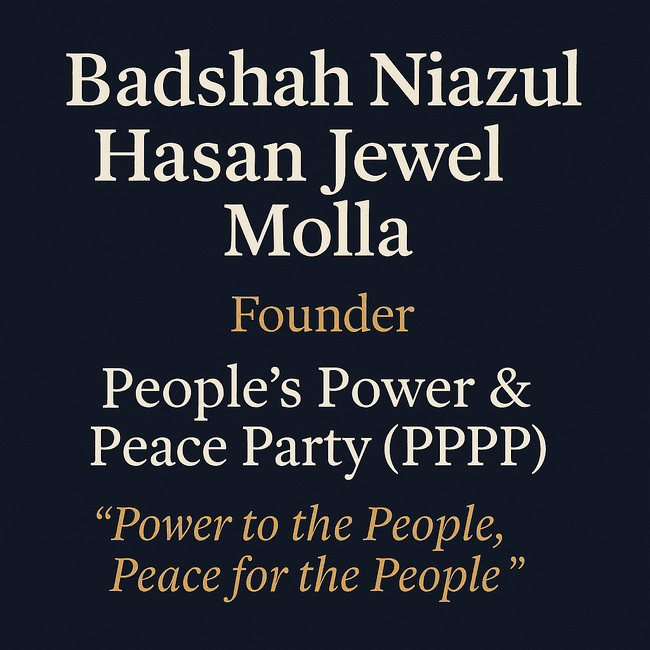 Badshah Niazul
Hasan Jewel
Molla
Founder
People’s Power &
Peace Party (PPPP)
“Power to the People,
Peace for the People”